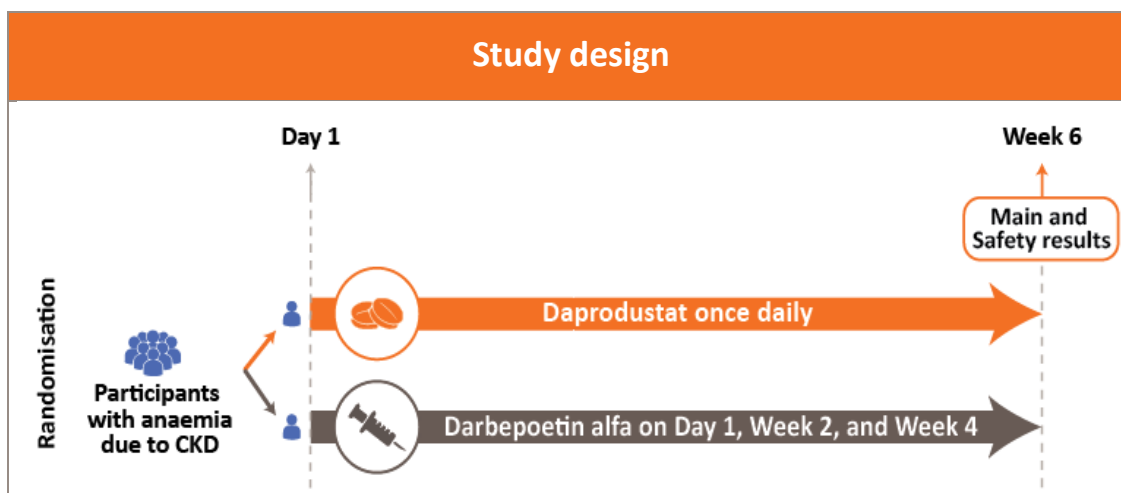 Study design
Day 1
Week 6
Main and
Safety results
Randomisation
Participants
with anaemia
due to CKD
Daprodustat once daily
Darbepoetin alfa on Day 1, Week 2, and Week 4